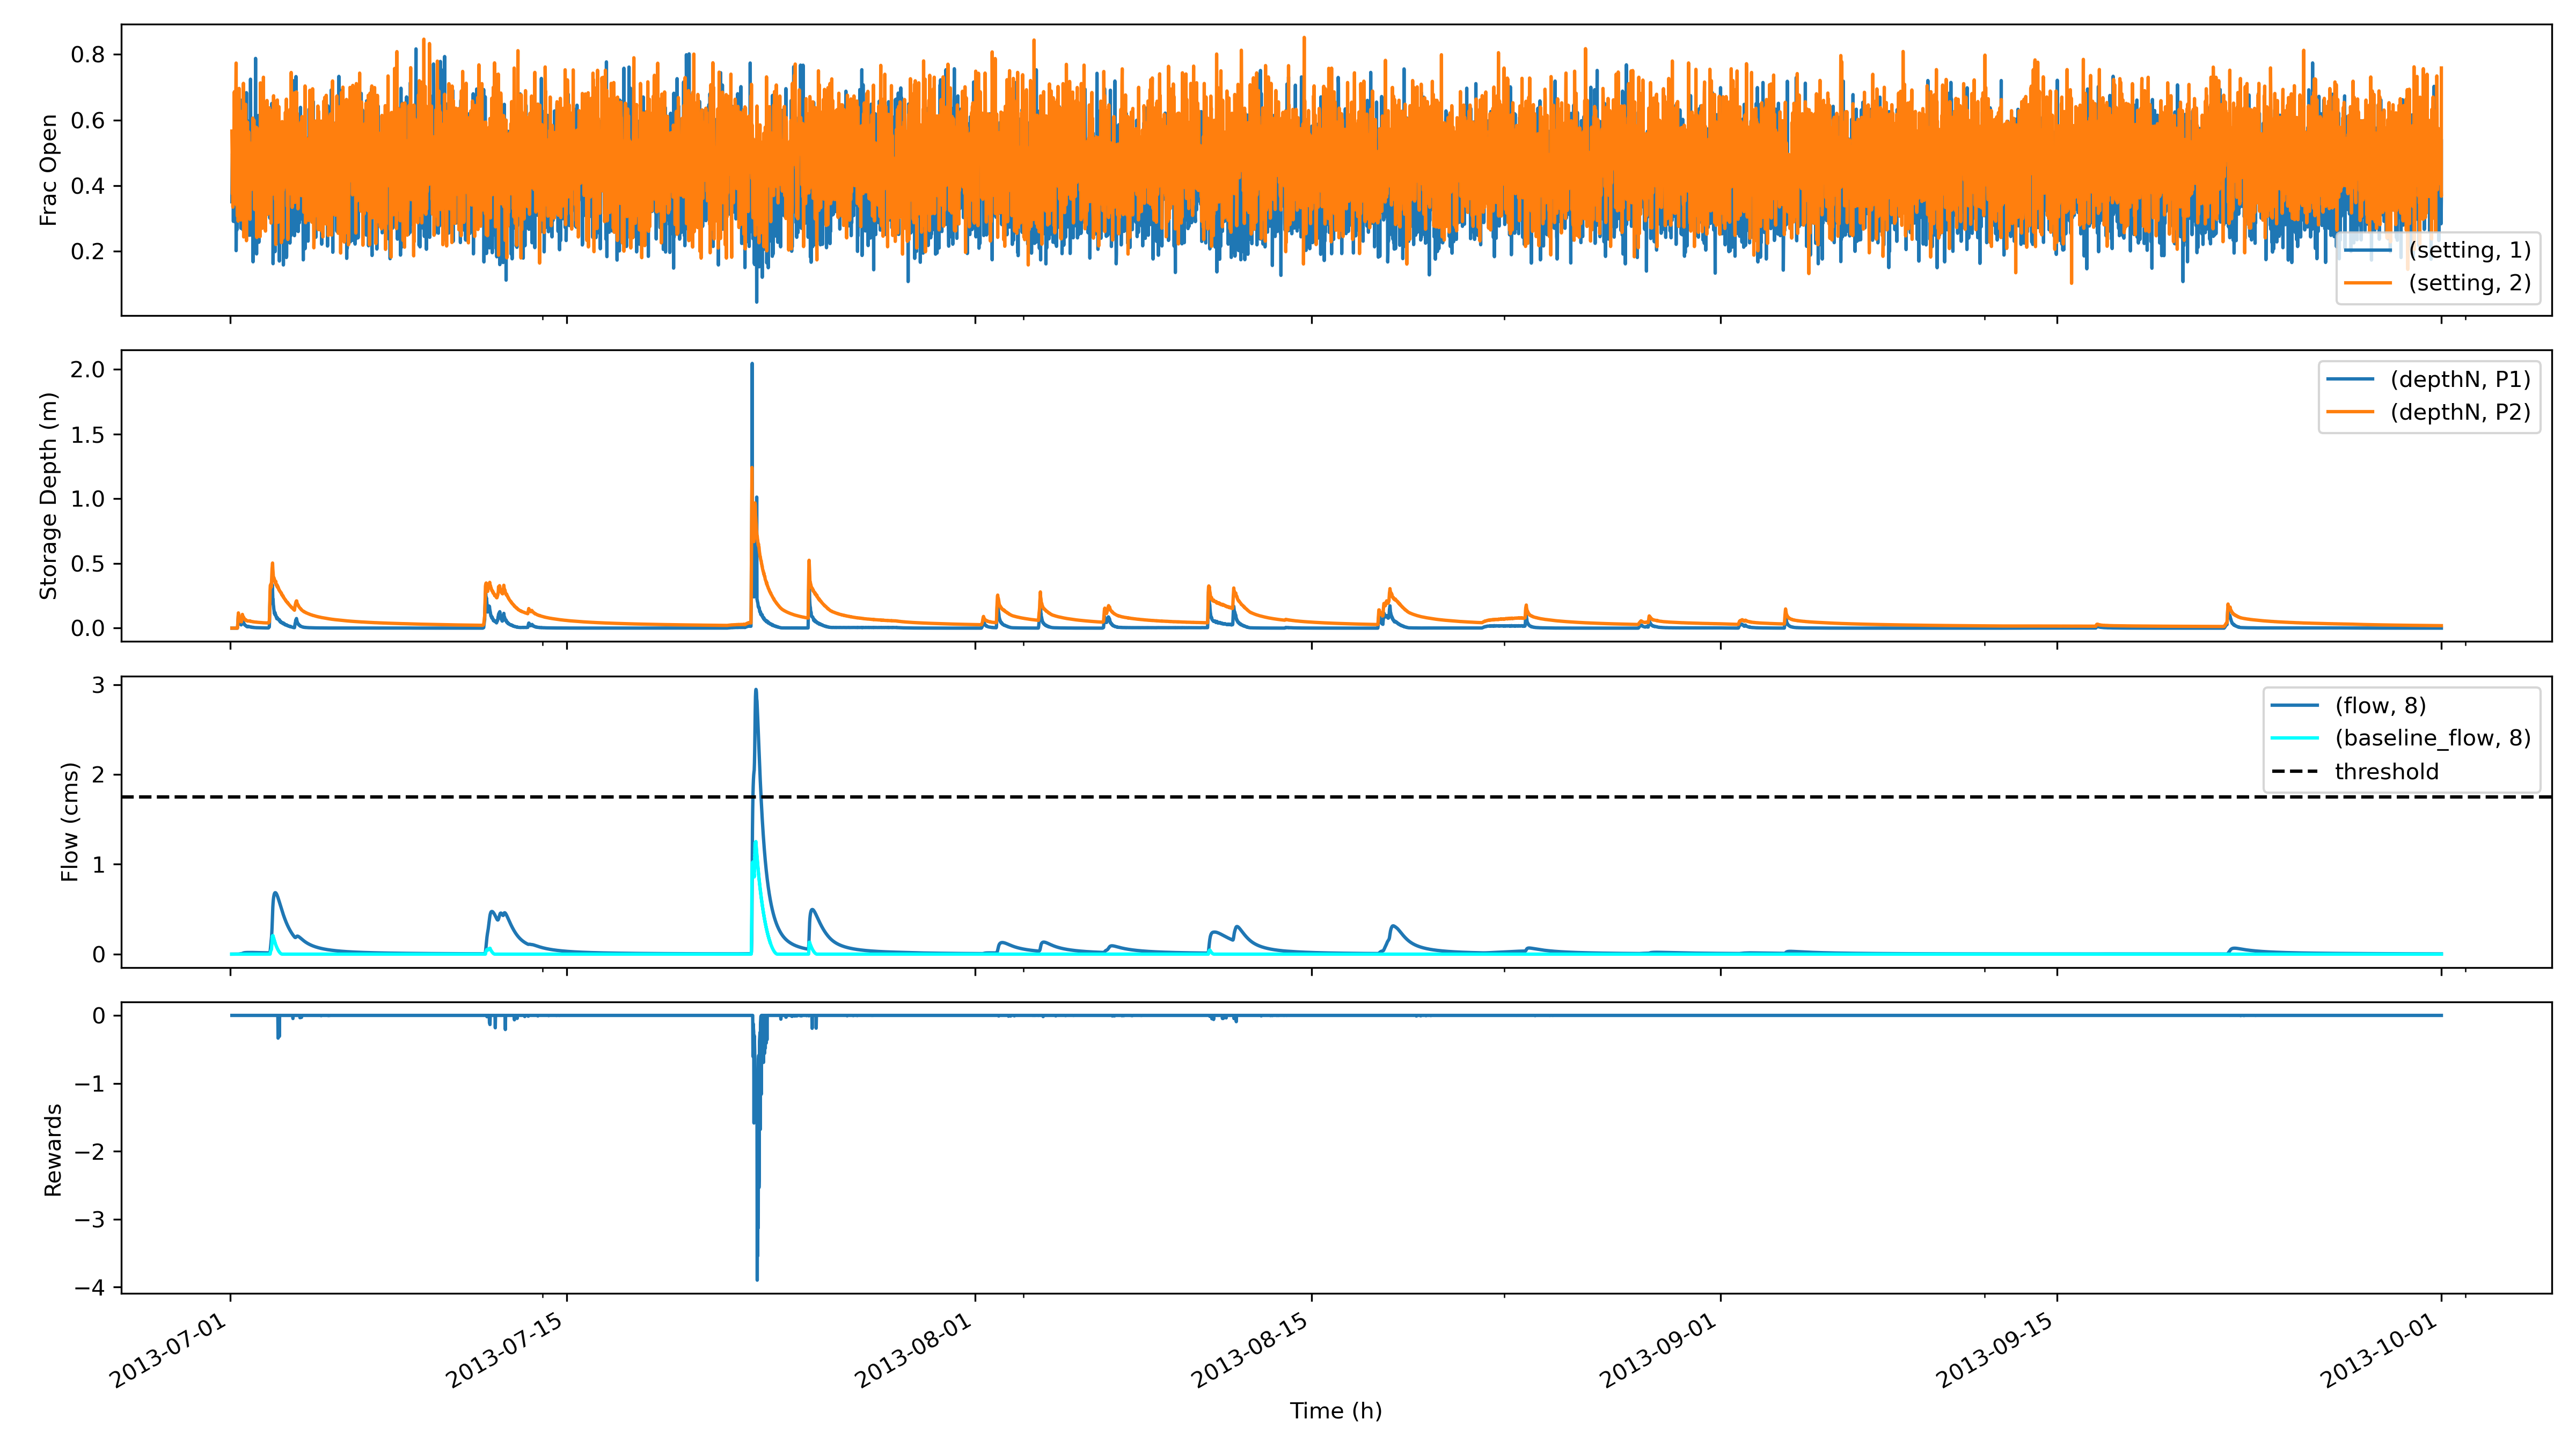 0.8
0.6
0.4
0.2
Frac Open
(setting, 1)
(setting, 2)
2.0
1.5
1.0
0.5
0.0
Storage Depth (m)
(depthN, P1)
(depthN, P2)
3
2
1
0
Flow (cms)
(flow, 8)
(baseline_flow, 8)
threshold
0
−1
−2
−3
−4
Rewards
2013-07-01
2013-07-15
2013-08-01
2013-08-15
2013-09-01
2013-09-15
2013-10-01
Time (h)